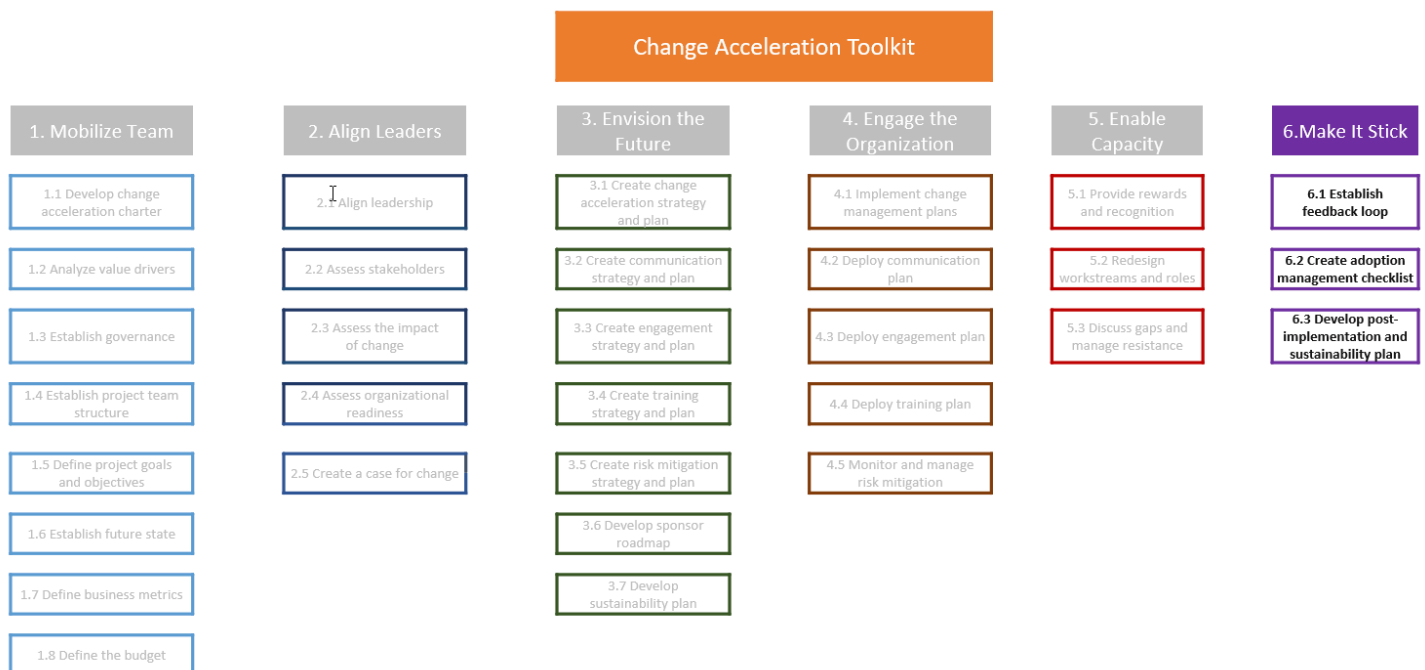 Change Acceleration Toolkit
1. Mobilize Team
1.1 Develop change
acceleration charter
1.2 Analyze value drivers
1.3 Establish governance
1.4 Establish project team
structure
1.5 Define project goals
and objectives
1.6 Establish future state
1.7 Define business metrics
1.8 Define the budget
2. Align Leaders
2.1 Align leadership
2.2 Assess stakeholders
2.3 Assess the impact
of change
2.4 Assess organizational
readiness
2.5 Create a case for change
3. Envision the
Future
3.1 Create change
acceleration strategy
and plan
3.2 Create communication
strategy and plan
3.3 Create engagement
strategy and plan
3.4 Create training
strategy and plan
3.5 Create risk mitigation
strategy and plan
3.6 Develop sponsor
roadmap
3.7 Develop
sustainability plan
4. Engage the
Organization
4.1 Implement change
management plans
4.2 Deploy communication
plan
4.3 Deploy engagement plan
4.4 Deploy training plan
4.5 Monitor and manage
risk mitigation
5. Enable
Capacity
5.1 Provide rewards
and recognition
5.2 Redesign
workstreams and roles
5.3 Discuss gaps and
manage resistance
6.Make It Stick
6.1 Establish
feedback loop
6.2 Create adoption
management checklist
6.3 Develop post-
implementation and
sustainability plan